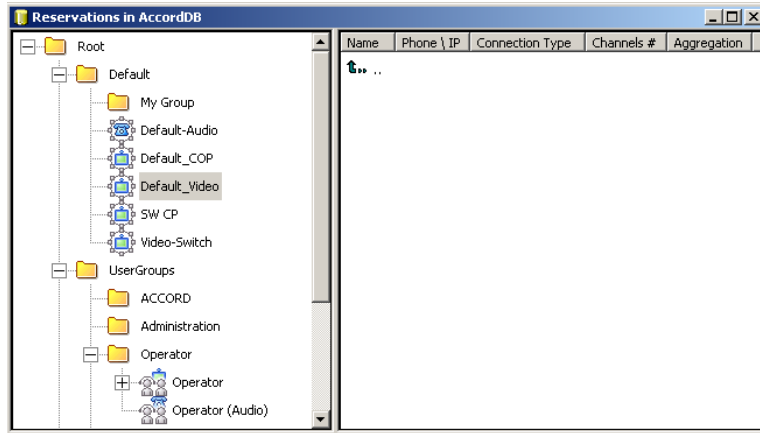 Reservations in AccordDB
Root
Default
My Group
Default-Audio
Default_COP
Default_Video
SW CP
Video-Switch
UserGroups
ACCORD
Administration
Operator
Operator
Operator (Audio)
Name Phone \ IP Connection Type Channels # Aggregation
..